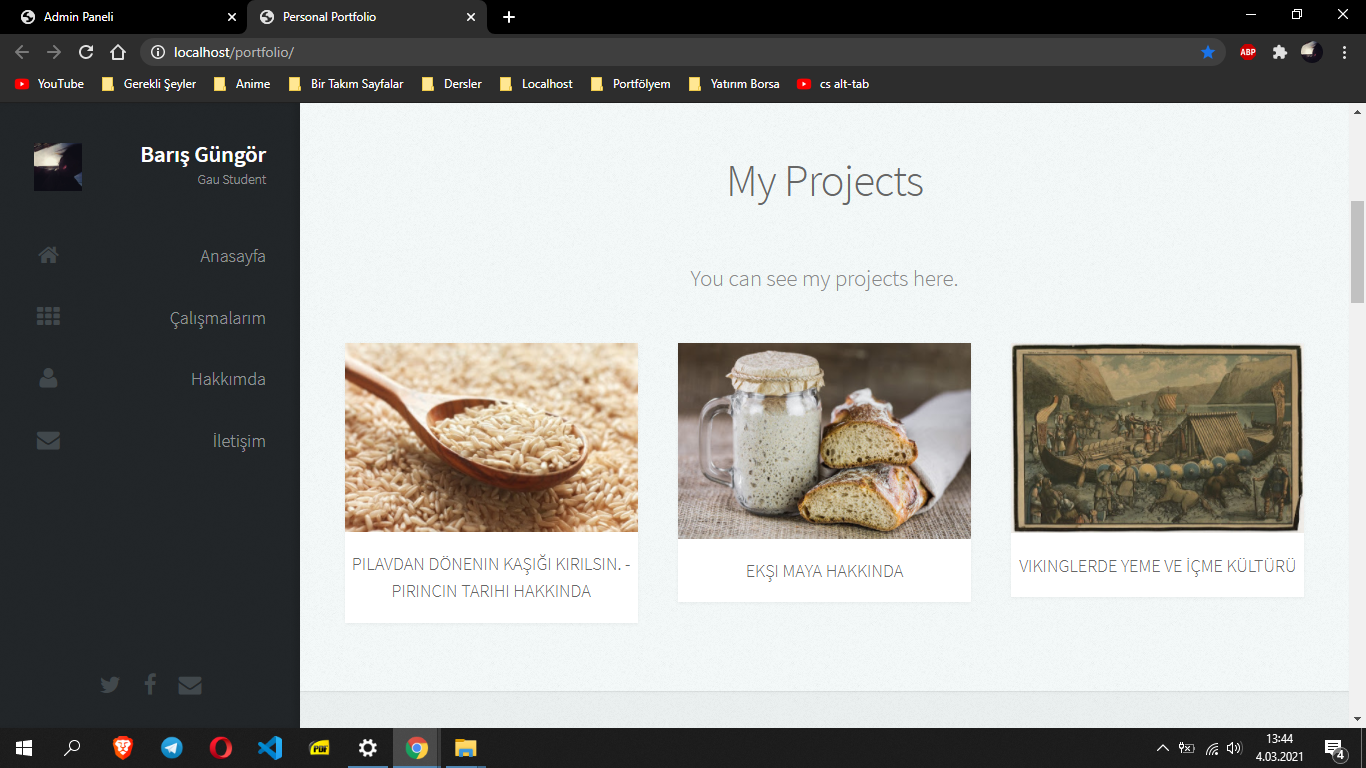 Admin Paneli
Personal Portfolio
localhost/portfolio/
ABP
YouTube
Gerekli Şeyler
Anime
Bir Takım Sayfalar
Dersler
Localhost
Portfölyem
Yatırım Borsa
cs alt-tab
Barış Güngör
Gau Student
Anasayfa
Çalışmalarım
Hakkımda
İletişim
My Projects
You can see my projects here.
PILAVDAN DÖNENIN KAŞIĞI KIRILSIN. -
PIRINCIN TARIHI HAKKINDA
EKŞI MAYA HAKKINDA
VIKINGLERDE YEME VE İÇME KÜLTÜRÜ
PDF
13:44
4.03.2021
4